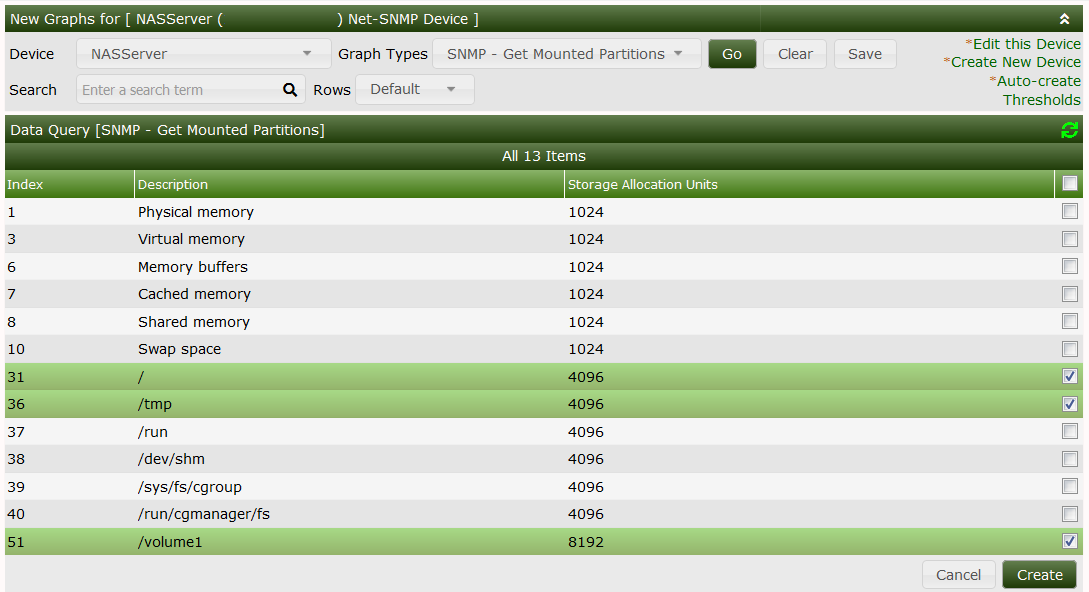 New Graphs for [ NASServer ( ) Net-SNMP Device ]
Device NASServer Graph Types SNMP - Get Mounted Partitions Go Clear Save
*Edit this Device
*Create New Device
*Auto-create
Thresholds
Search Enter a search term Rows Default
Data Query [SNMP - Get Mounted Partitions]
All 13 Items
Index Description Storage Allocation Units
1 Physical memory 1024
3 Virtual memory 1024
6 Memory buffers 1024
7 Cached memory 1024
8 Shared memory 1024
10 Swap space 1024
31 / 4096
36 /tmp 4096
37 /run 4096
38 /dev/shm 4096
39 /sys/fs/cgroup 4096
40 /run/cgmanager/fs 4096
51 /volume1 8192
Cancel Create